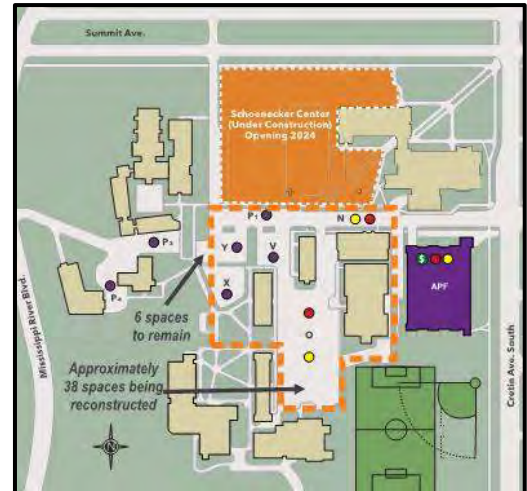 Summit Ave.
Schoenecker Center
(Under Construction)
Opening 2024
P1
N
P3
Y
V
$
APF
P4
X
6 spaces
to remain
Mississippi River Blvd.
Cretin Ave. South
Approximately
38 spaces being
reconstructed
N